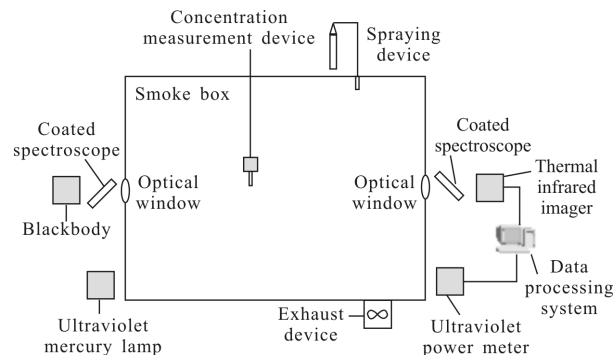 Concentration
measurement device
Spraying
device
Smoke box
Coated
spectroscope
Coated
spectroscope
Optical
window
Optical
window
Thermal
infrared
imager
Blackbody
Data
processing
system
Exhaust
device
Ultraviolet
mercury lamp
Ultraviolet
power meter